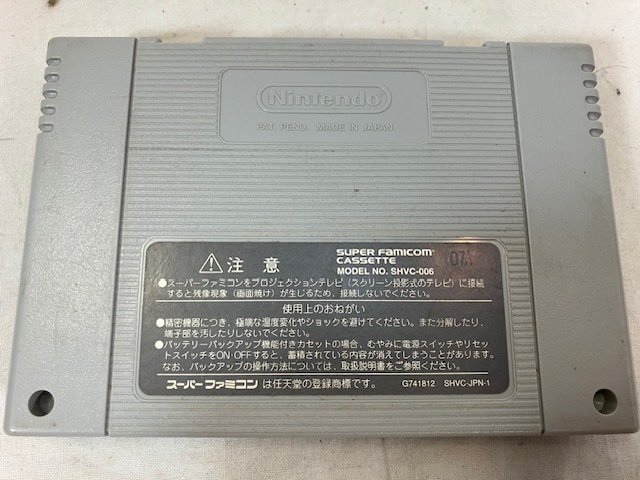 Nintendo
PAT. PEND. MADE IN JAPAN
注意
SUPER FAMICOM
CASSETTE
MODEL NO. SHVC-006
07
●スーパーファミコンをプロジェクションテレビ(スクリーン投影式のテレビ)に接続
すると残像現象(画面焼け)が生じるため、接続しないでください。
使用上のおねがい
●精密機器につき、極端な温度変化やショックを避けてください。また分解したり、
端子部を汚したりしないでください。
●バッテリーバックアップ機能付きカセットの場合、むやみに電源スイッチやリセッ
トスイッチをON・OFFすると、蓄積されている内容が消えてしまうことがあります。
なお、バックアップの操作方法については、取扱説明書をご参照ください。
スーパーファミコンは任天堂の登録商標です。 G741812 SHVC-JPN-1